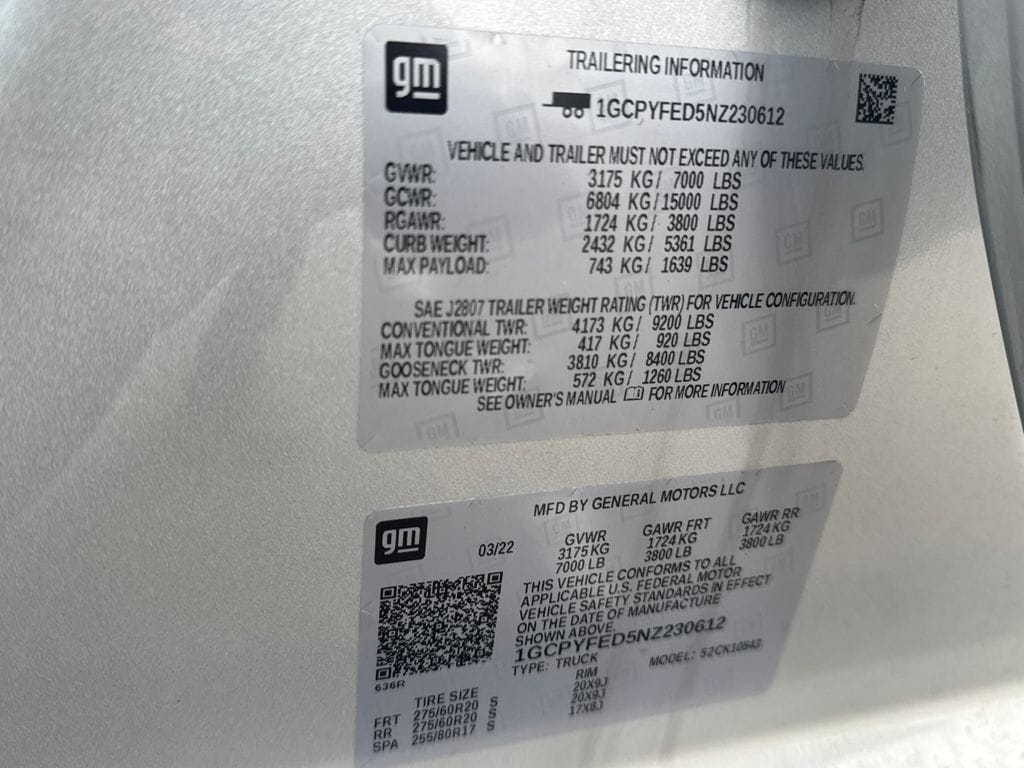 gm
TRAILERING INFORMATION
1GCPYFED5NZ230612
VEHICLE AND TRAILER MUST NOT EXCEED ANY OF THESE VALUES.
GVWR: 3175 KG/ 7000 LBS
GCWR: 6804 KG/15000 LBS
RGAWR: 1724 KG/ 3800 LBS
CURB WEIGHT: 2432 KG/ 5361 LBS
MAX PAYLOAD: 743 KG/ 1639 LBS
SAE J2807 TRAILER WEIGHT RATING (TWR) FOR VEHICLE CONFIGURATION.
CONVENTIONAL TWR: 4173 KG/ 9200 LBS
MAX TONGUE WEIGHT: 417 KG/ 920 LBS
GOOSENECK TWR: 3810 KG/ 8400 LBS
MAX TONGUE WEIGHT: 572 KG/ 1260 LBS
SEE OWNER'S MANUAL FOR MORE INFORMATION
gm
MFD BY GENERAL MOTORS LLC
03/22
GVWR GAWR FRT GAWR RR
3175 KG 1724 KG 1724 KG
7000 LB 3800 LB 3800 LB
THIS VEHICLE CONFORMS TO ALL
APPLICABLE U.S. FEDERAL MOTOR
VEHICLE SAFETY STANDARDS IN EFFECT
ON THE DATE OF MANUFACTURE
SHOWN ABOVE.
1GCPYFED5NZ230612
TYPE: TRUCK MODEL: 52CK10543
636R
TIRE SIZE RIM
FRT 275/60R20 S 20X9J
RR 275/60R20 S 20X9J
SPA 255/80R17 S 17X8J